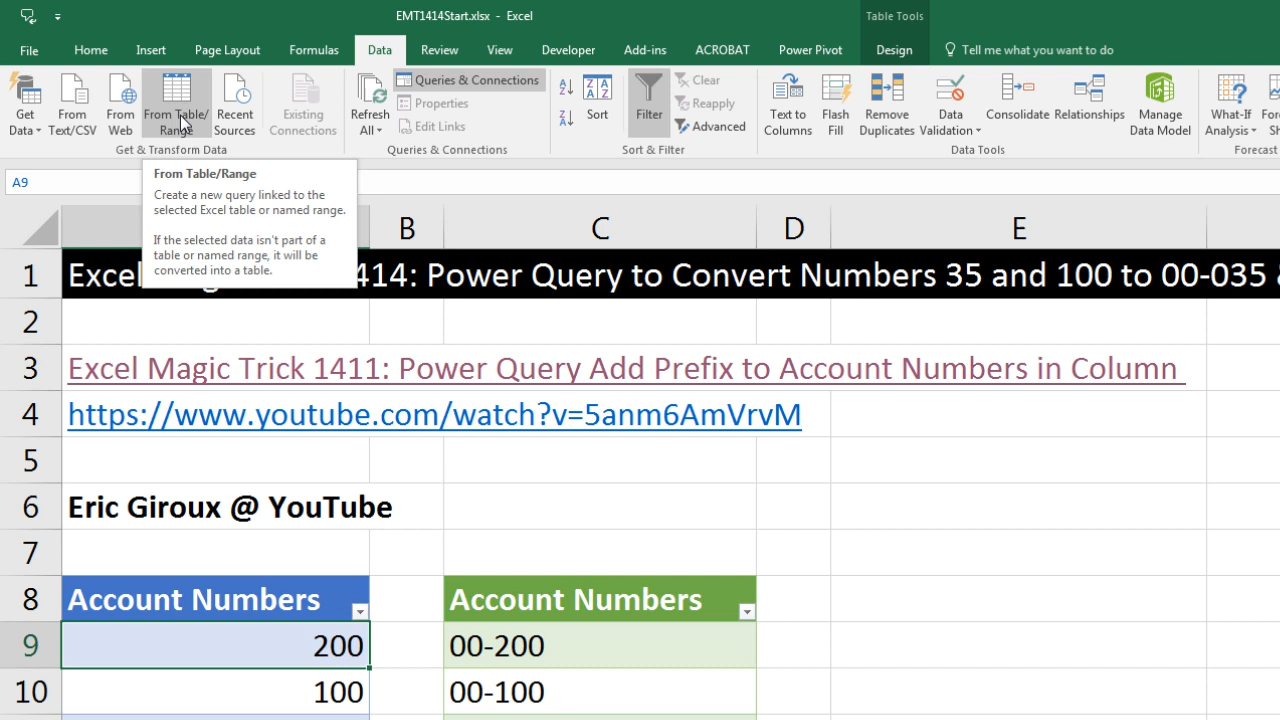 EMT1414Start.xlsx - Excel
Table Tools
File Home Insert Page Layout Formulas Data Review View Developer Add-ins ACROBAT Power Pivot Design Tell me what you want to do
Get Data
From Text/CSV
From Web
From Table/Range
Recent Sources
Existing Connections
Get & Transform Data
Refresh All
Queries & Connections
Properties
Edit Links
Queries & Connections
Sort
Filter
Clear
Reapply
Advanced
Sort & Filter
Text to Columns
Flash Fill
Remove Duplicates
Data Validation
Consolidate
Relationships
Manage Data Model
Data Tools
What-If Analysis
Forecast
A9
From Table/Range
Create a new query linked to the
selected Excel table or named range.
If the selected data isn't part of a
table or named range, it will be
converted into a table.
B C D E
1 Excel 414: Power Query to Convert Numbers 35 and 100 to 00-035
2
3 Excel Magic Trick 1411: Power Query Add Prefix to Account Numbers in Column
4 https://www.youtube.com/watch?v=5anm6AmVrvM
5
6 Eric Giroux @ YouTube
7
8 Account Numbers Account Numbers
9 200 00-200
10 100 00-100